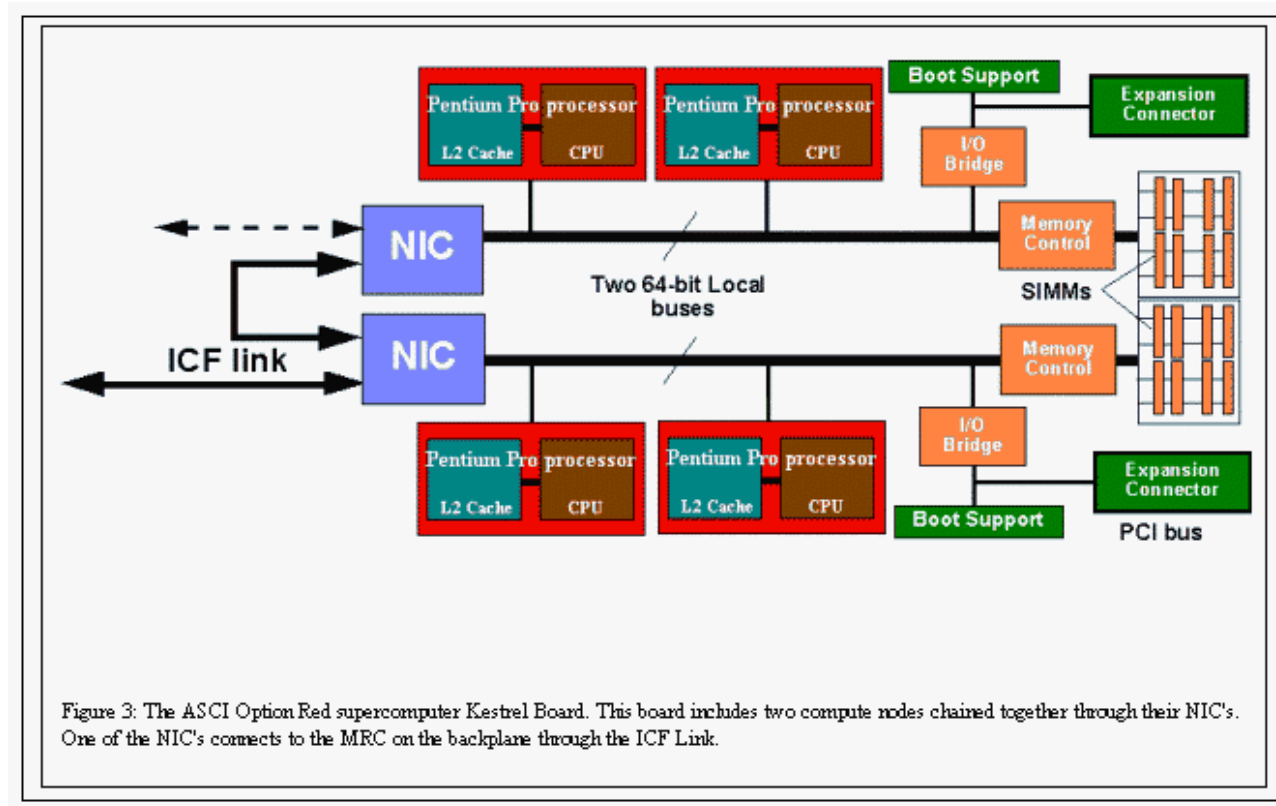 Boot Support
Expansion
Connector
Pentium Pro processor
L2 Cache
CPU
Pentium Pro processor
L2 Cache
CPU
I/O
Bridge
NIC
Memory
Control
Two 64-bit Local
buses
SIMMs
ICF link
NIC
Memory
Control
Pentium Pro processor
L2 Cache
CPU
Pentium Pro processor
L2 Cache
CPU
I/O
Bridge
Expansion
Connector
Boot Support
PCI bus
Figure 3: The ASCI Option Red supercomputer Kestrel Board. This board includes two compute nodes chained together through their NIC's.
One of the NIC's connects to the MRC on the backplane through the ICF Link.